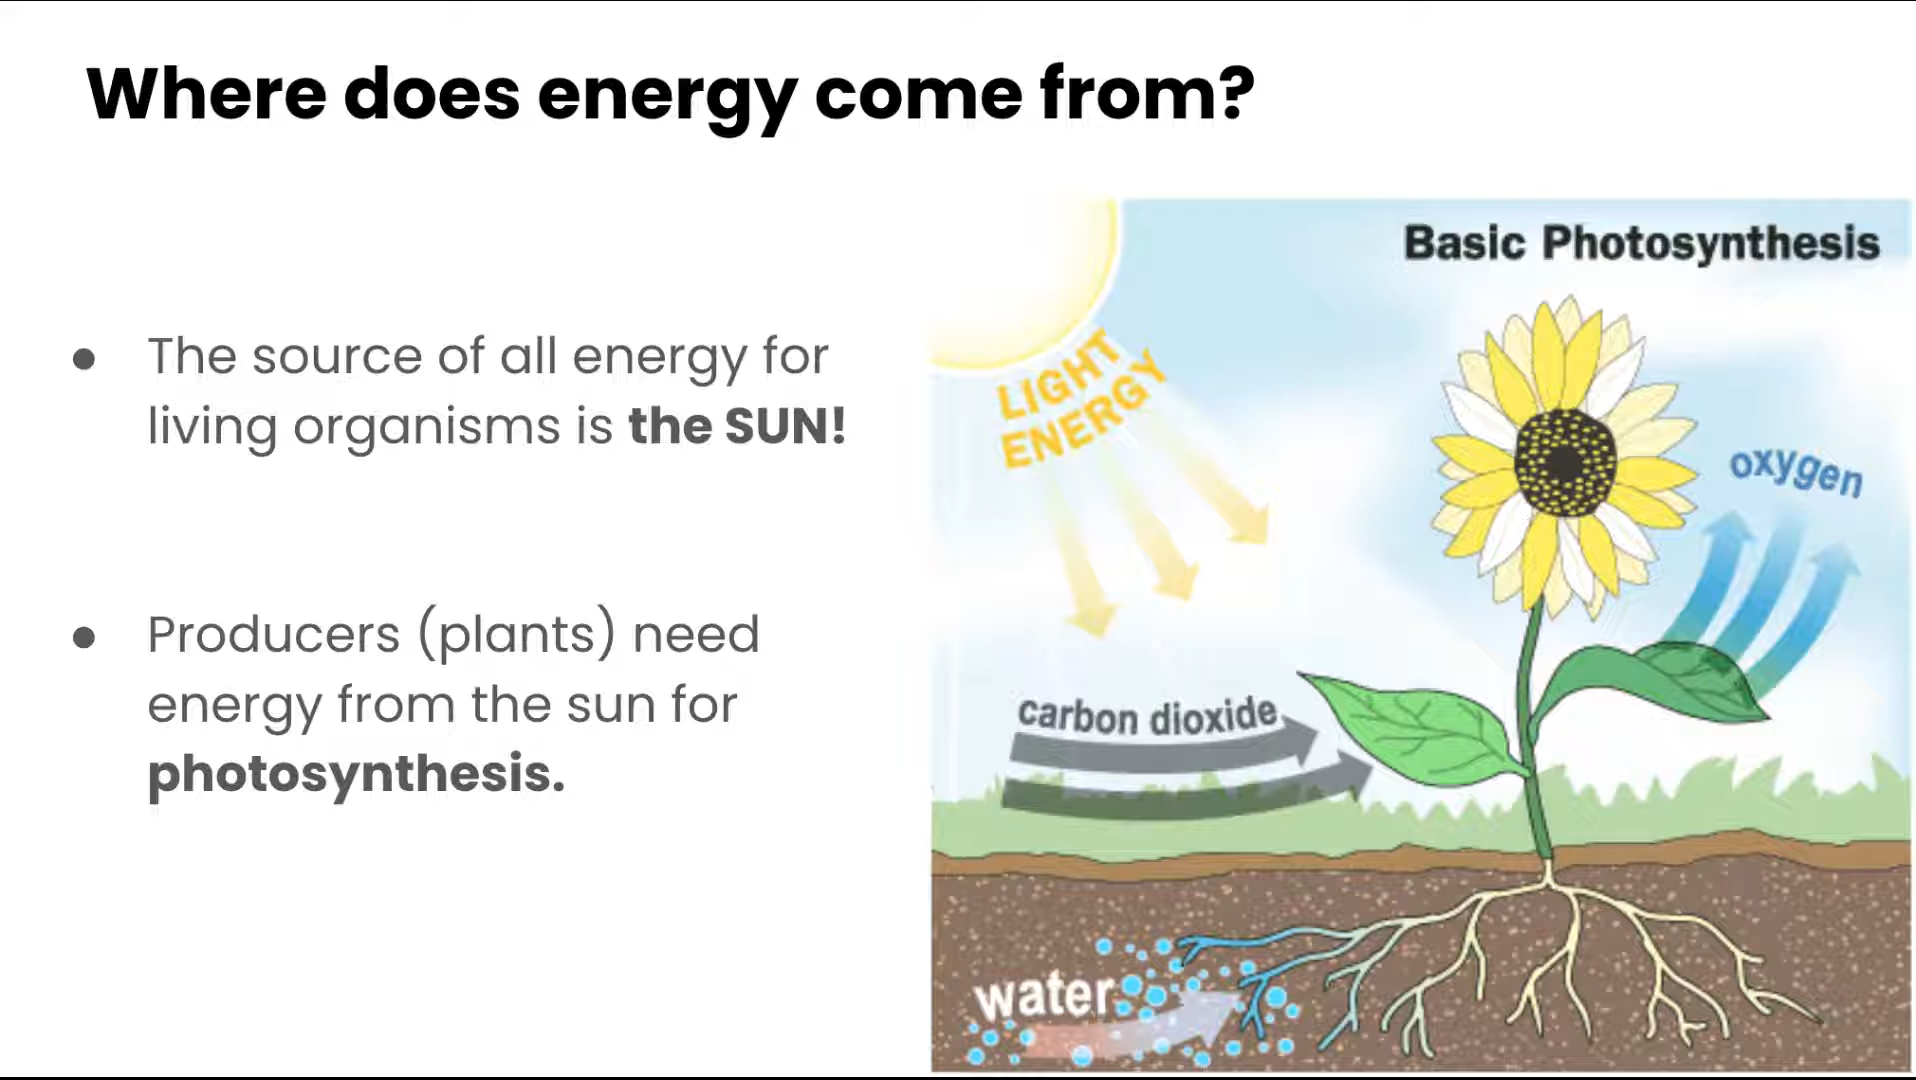 Where does energy come from?
● The source of all energy for
living organisms is the SUN!
● Producers (plants) need
energy from the sun for
photosynthesis.
Basic Photosynthesis
LIGHT
ENERGY
oxygen
carbon dioxide
water